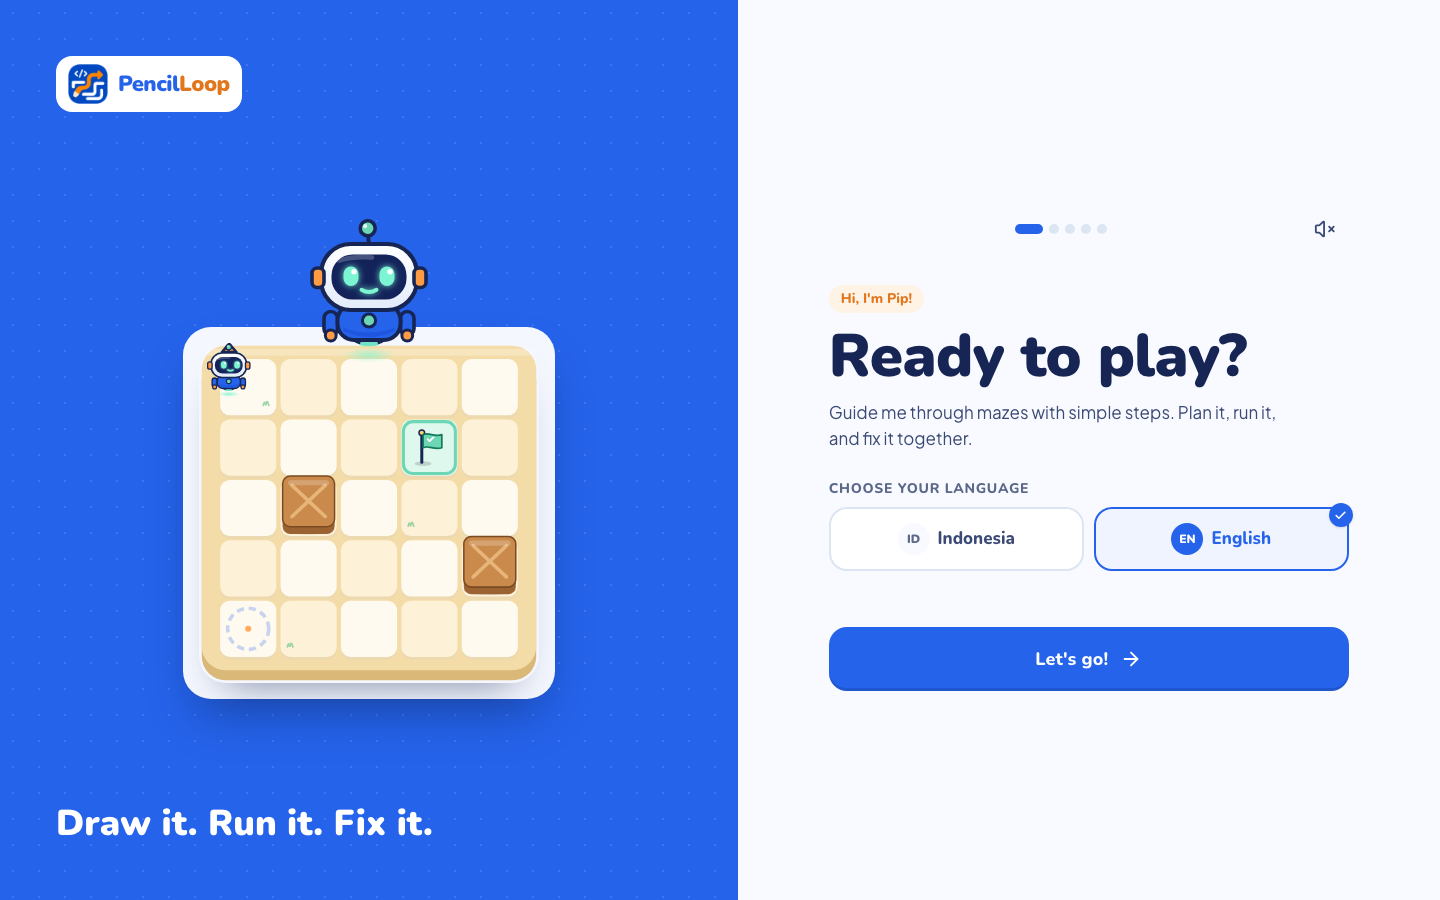 PencilLoop
Draw it. Run it. Fix it.
Hi, I'm Pip!
Ready to play?
Guide me through mazes with simple steps. Plan it, run it,
and fix it together.
CHOOSE YOUR LANGUAGE
ID Indonesia
EN English
Let's go!